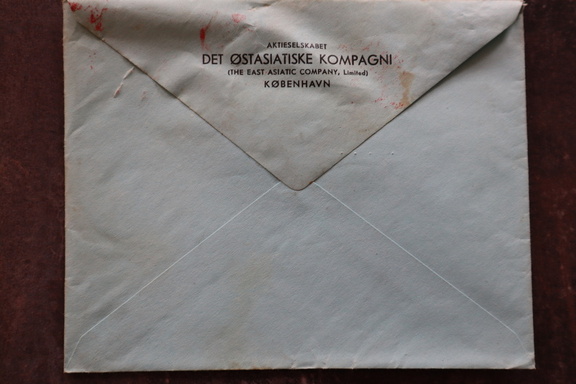 AKTIESELSKABET
DET ØSTASIATISKE KOMPAGNI
(THE EAST ASIATIC COMPANY, Limited)
KØBENHAVN